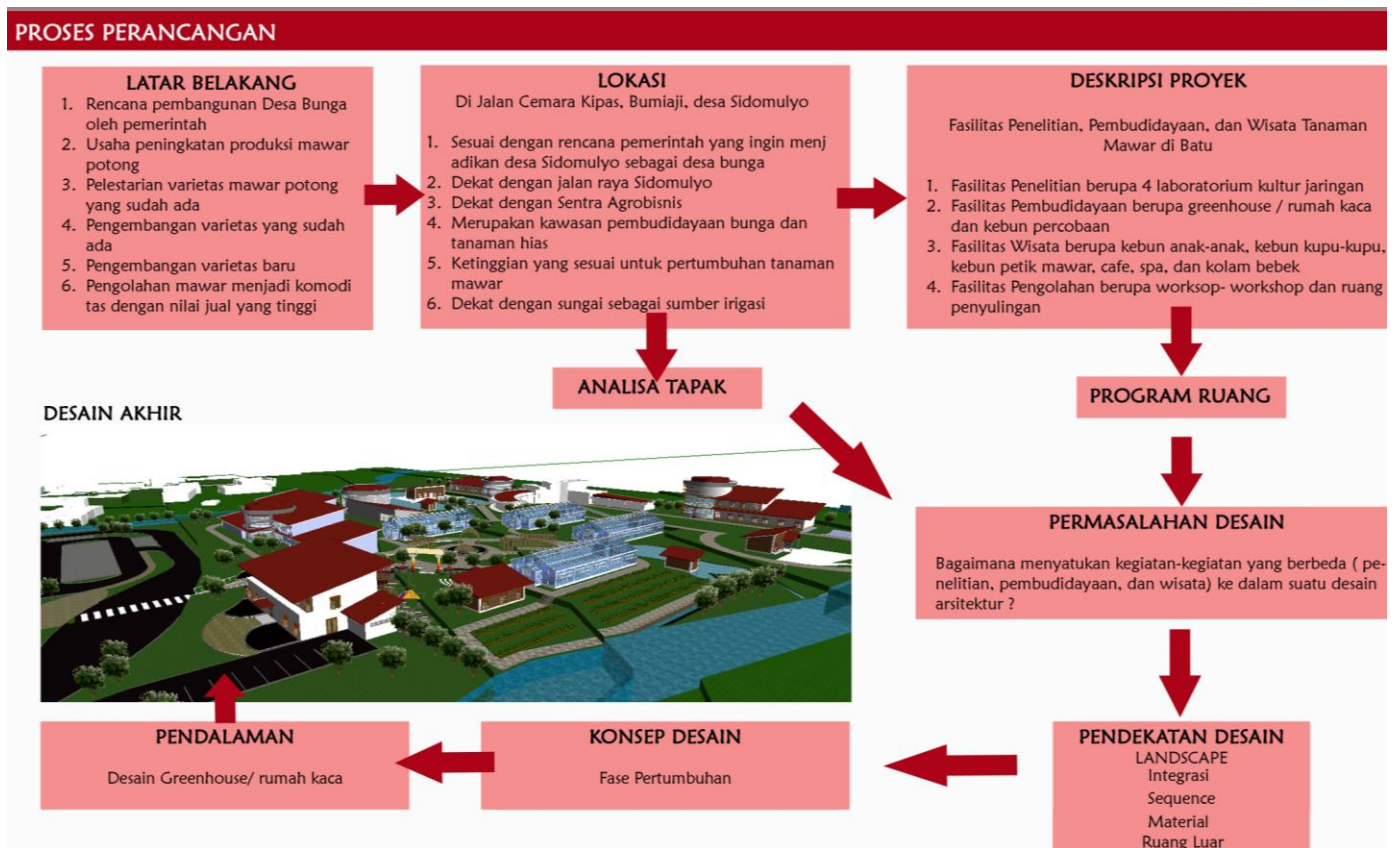 PROSES PERANCANGAN
LATAR BELAKANG
1. Rencana pembangunan Desa Bunga
oleh pemerintah
2. Usaha peningkatan produksi mawar
potong
3. Pelestarian varietas mawar potong
yang sudah ada
4. Pengembangan varietas yang sudah
ada
5. Pengembangan varietas baru
6. Pengolahan mawar menjadi komodi
tas dengan nilai jual yang tinggi
LOKASI
Di Jalan Cemara Kipas, Bumiaji, desa Sidomulyo
1. Sesuai dengan rencana pemerintah yang ingin menj
adikan desa Sidomulyo sebagai desa bunga
2. Dekat dengan jalan raya Sidomulyo
3. Dekat dengan Sentra Agrobisnis
4. Merupakan kawasan pembudidayaan bunga dan
tanaman hias
5. Ketinggian yang sesuai untuk pertumbuhan tanaman
mawar
6. Dekat dengan sungai sebagai sumber irigasi
DESKRIPSI PROYEK
Fasilitas Penelitian, Pembudidayaan, dan Wisata Tanaman
Mawar di Batu
1. Fasilitas Penelitian berupa 4 laboratorium kultur jaringan
2. Fasilitas Pembudidayaan berupa greenhouse / rumah kaca
dan kebun percobaan
3. Fasilitas Wisata berupa kebun anak-anak, kebun kupu-kupu,
kebun petik mawar, cafe, spa, dan kolam bebek
4. Fasilitas Pengolahan berupa worksop- workshop dan ruang
penyulingan
ANALISA TAPAK
PROGRAM RUANG
DESAIN AKHIR
PERMASALAHAN DESAIN
Bagaimana menyatukan kegiatan-kegiatan yang berbeda ( pe-
nelitian, pembudidayaan, dan wisata) ke dalam suatu desain
arsitektur ?
PENDALAMAN
Desain Greenhouse/ rumah kaca
KONSEP DESAIN
Fase Pertumbuhan
PENDEKATAN DESAIN
LANDSCAPE
Integrasi
Sequence
Material
Ruang Luar